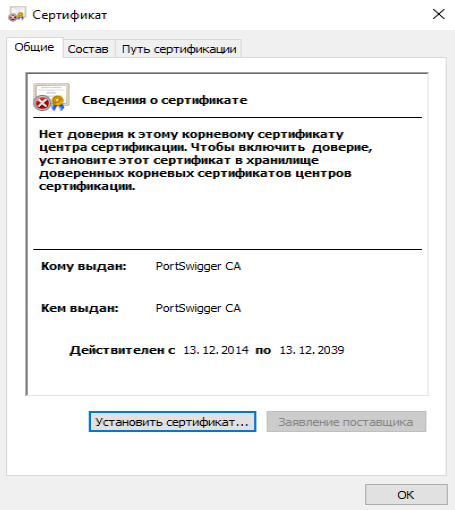 Сертификат
Общие Состав Путь сертификации
Сведения о сертификате
Нет доверия к этому корневому сертификату
центра сертификации. Чтобы включить доверие,
установите этот сертификат в хранилище
доверенных корневых сертификатов центров
сертификации.
Кому выдан: PortSwigger CA
Кем выдан: PortSwigger CA
Действителен с 13. 12. 2014 по 13. 12. 2039
Установить сертификат... Заявление поставщика
ОК